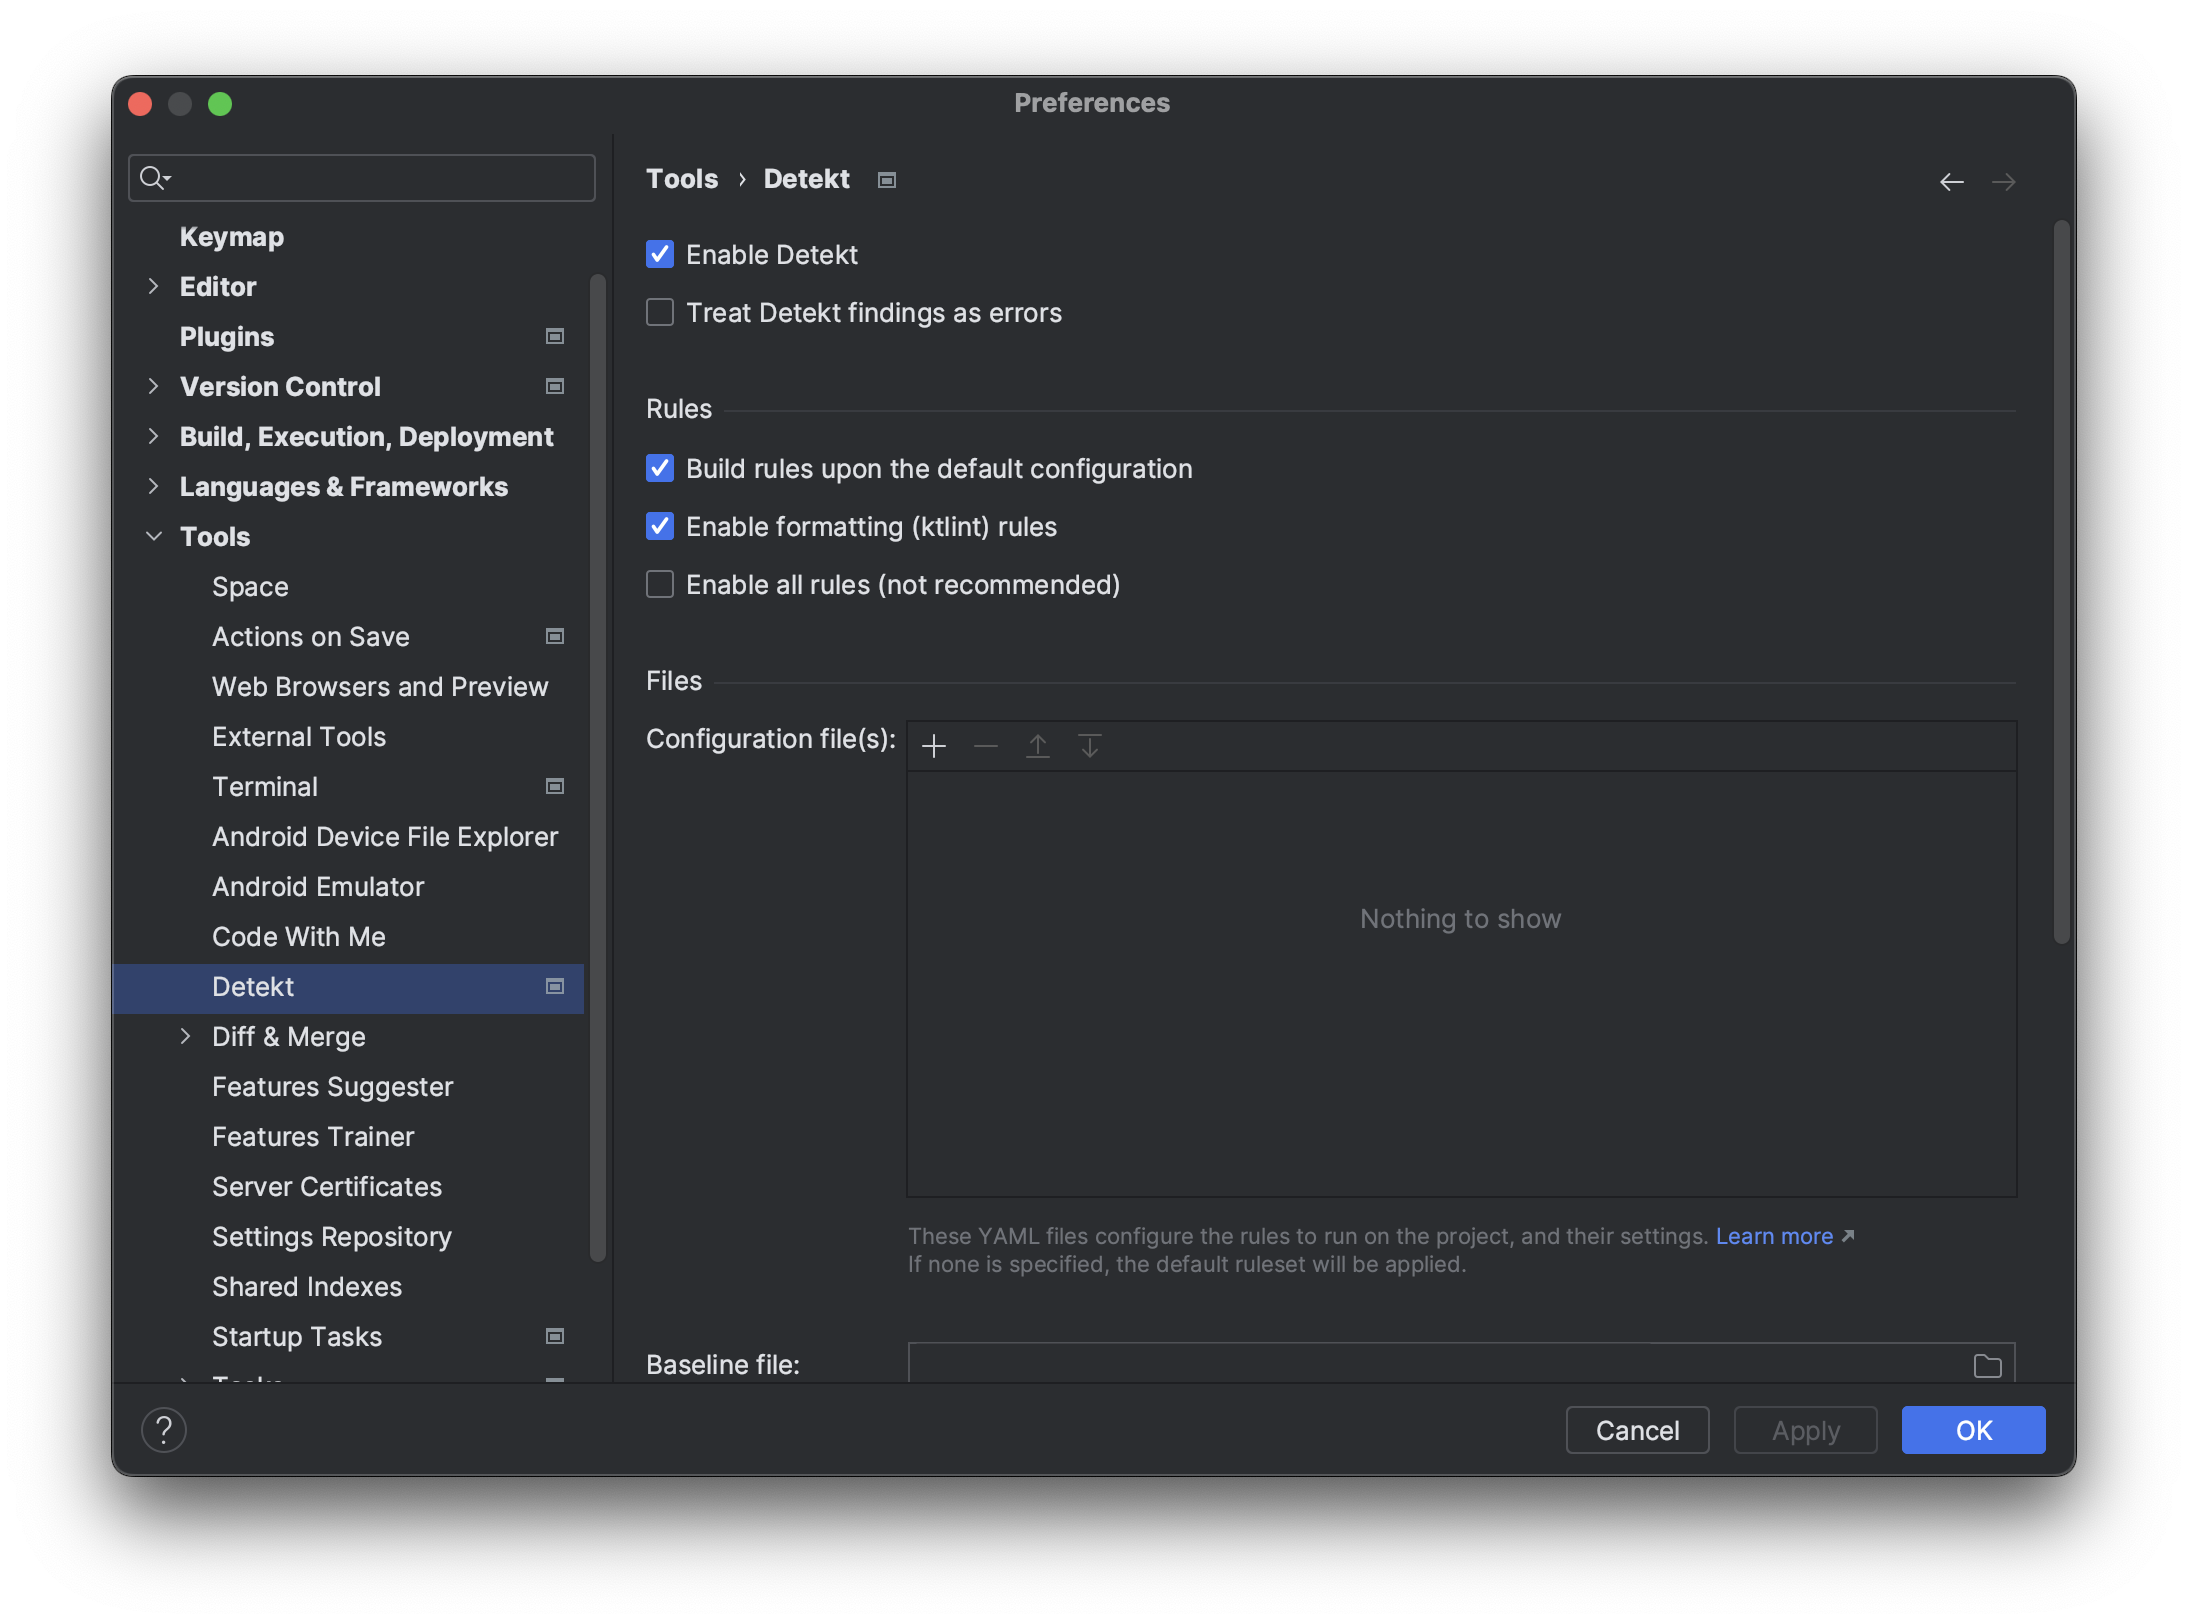 Preferences
Keymap
Editor
Plugins
Version Control
Build, Execution, Deployment
Languages & Frameworks
Tools
Space
Actions on Save
Web Browsers and Preview
External Tools
Terminal
Android Device File Explorer
Android Emulator
Code With Me
Detekt
Diff & Merge
Features Suggester
Features Trainer
Server Certificates
Settings Repository
Shared Indexes
Startup Tasks
Tasks
Tools › Detekt
Enable Detekt
Treat Detekt findings as errors
Rules
Build rules upon the default configuration
Enable formatting (ktlint) rules
Enable all rules (not recommended)
Files
Configuration file(s):
Nothing to show
These YAML files configure the rules to run on the project, and their settings. Learn more
If none is specified, the default ruleset will be applied.
Baseline file:
?
Cancel
Apply
OK